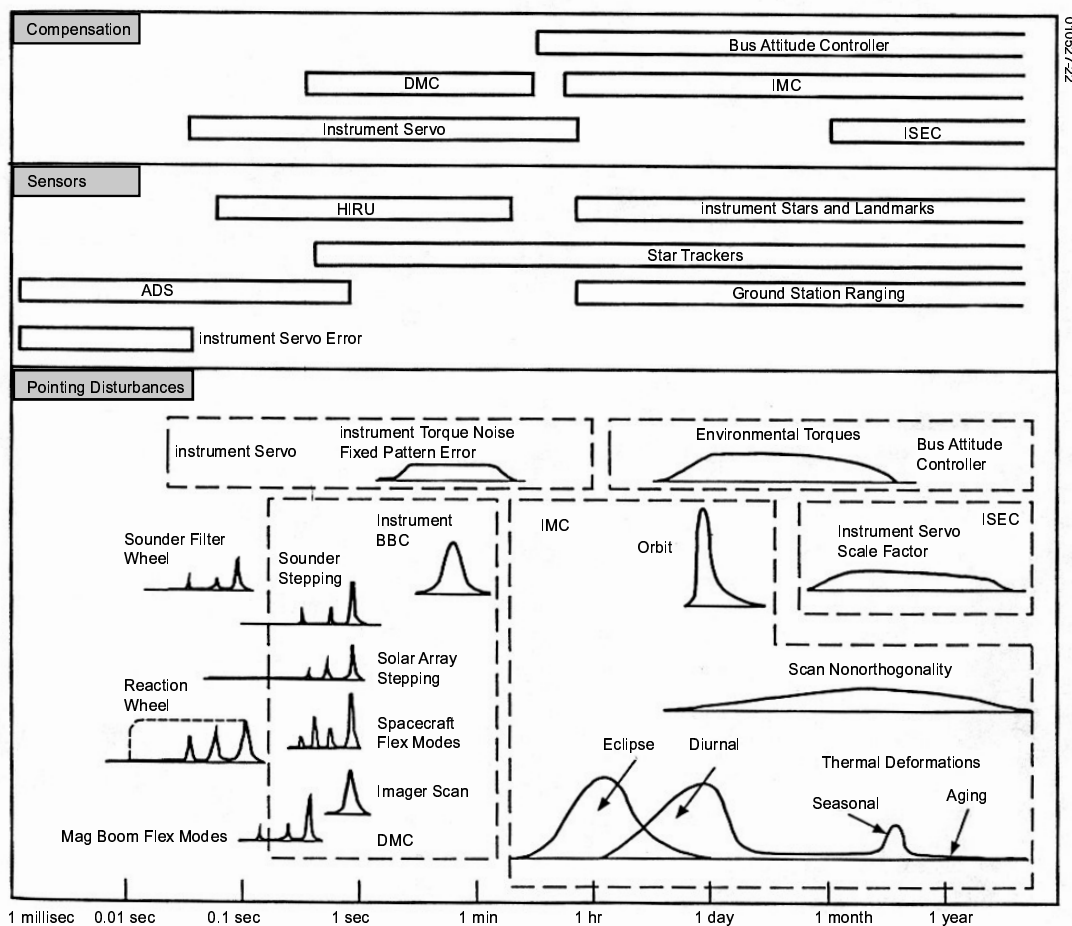 Compensation
Bus Attitude Controller
DMC
IMC
Instrument Servo
ISEC
Sensors
HIRU
instrument Stars and Landmarks
Star Trackers
ADS
Ground Station Ranging
instrument Servo Error
Pointing Disturbances
instrument Servo
instrument Torque Noise
Fixed Pattern Error
Environmental Torques
Bus Attitude
Controller
Sounder Filter
Wheel
Sounder
Stepping
Instrument
BBC
IMC
Orbit
ISEC
Instrument Servo
Scale Factor
Solar Array
Stepping
Scan Nonorthogonality
Reaction
Wheel
Spacecraft
Flex Modes
Eclipse
Diurnal
Thermal Deformations
Imager Scan
Seasonal
Aging
Mag Boom Flex Modes
DMC
1 millisec
0.01 sec
0.1 sec
1 sec
1 min
1 hr
1 day
1 month
1 year